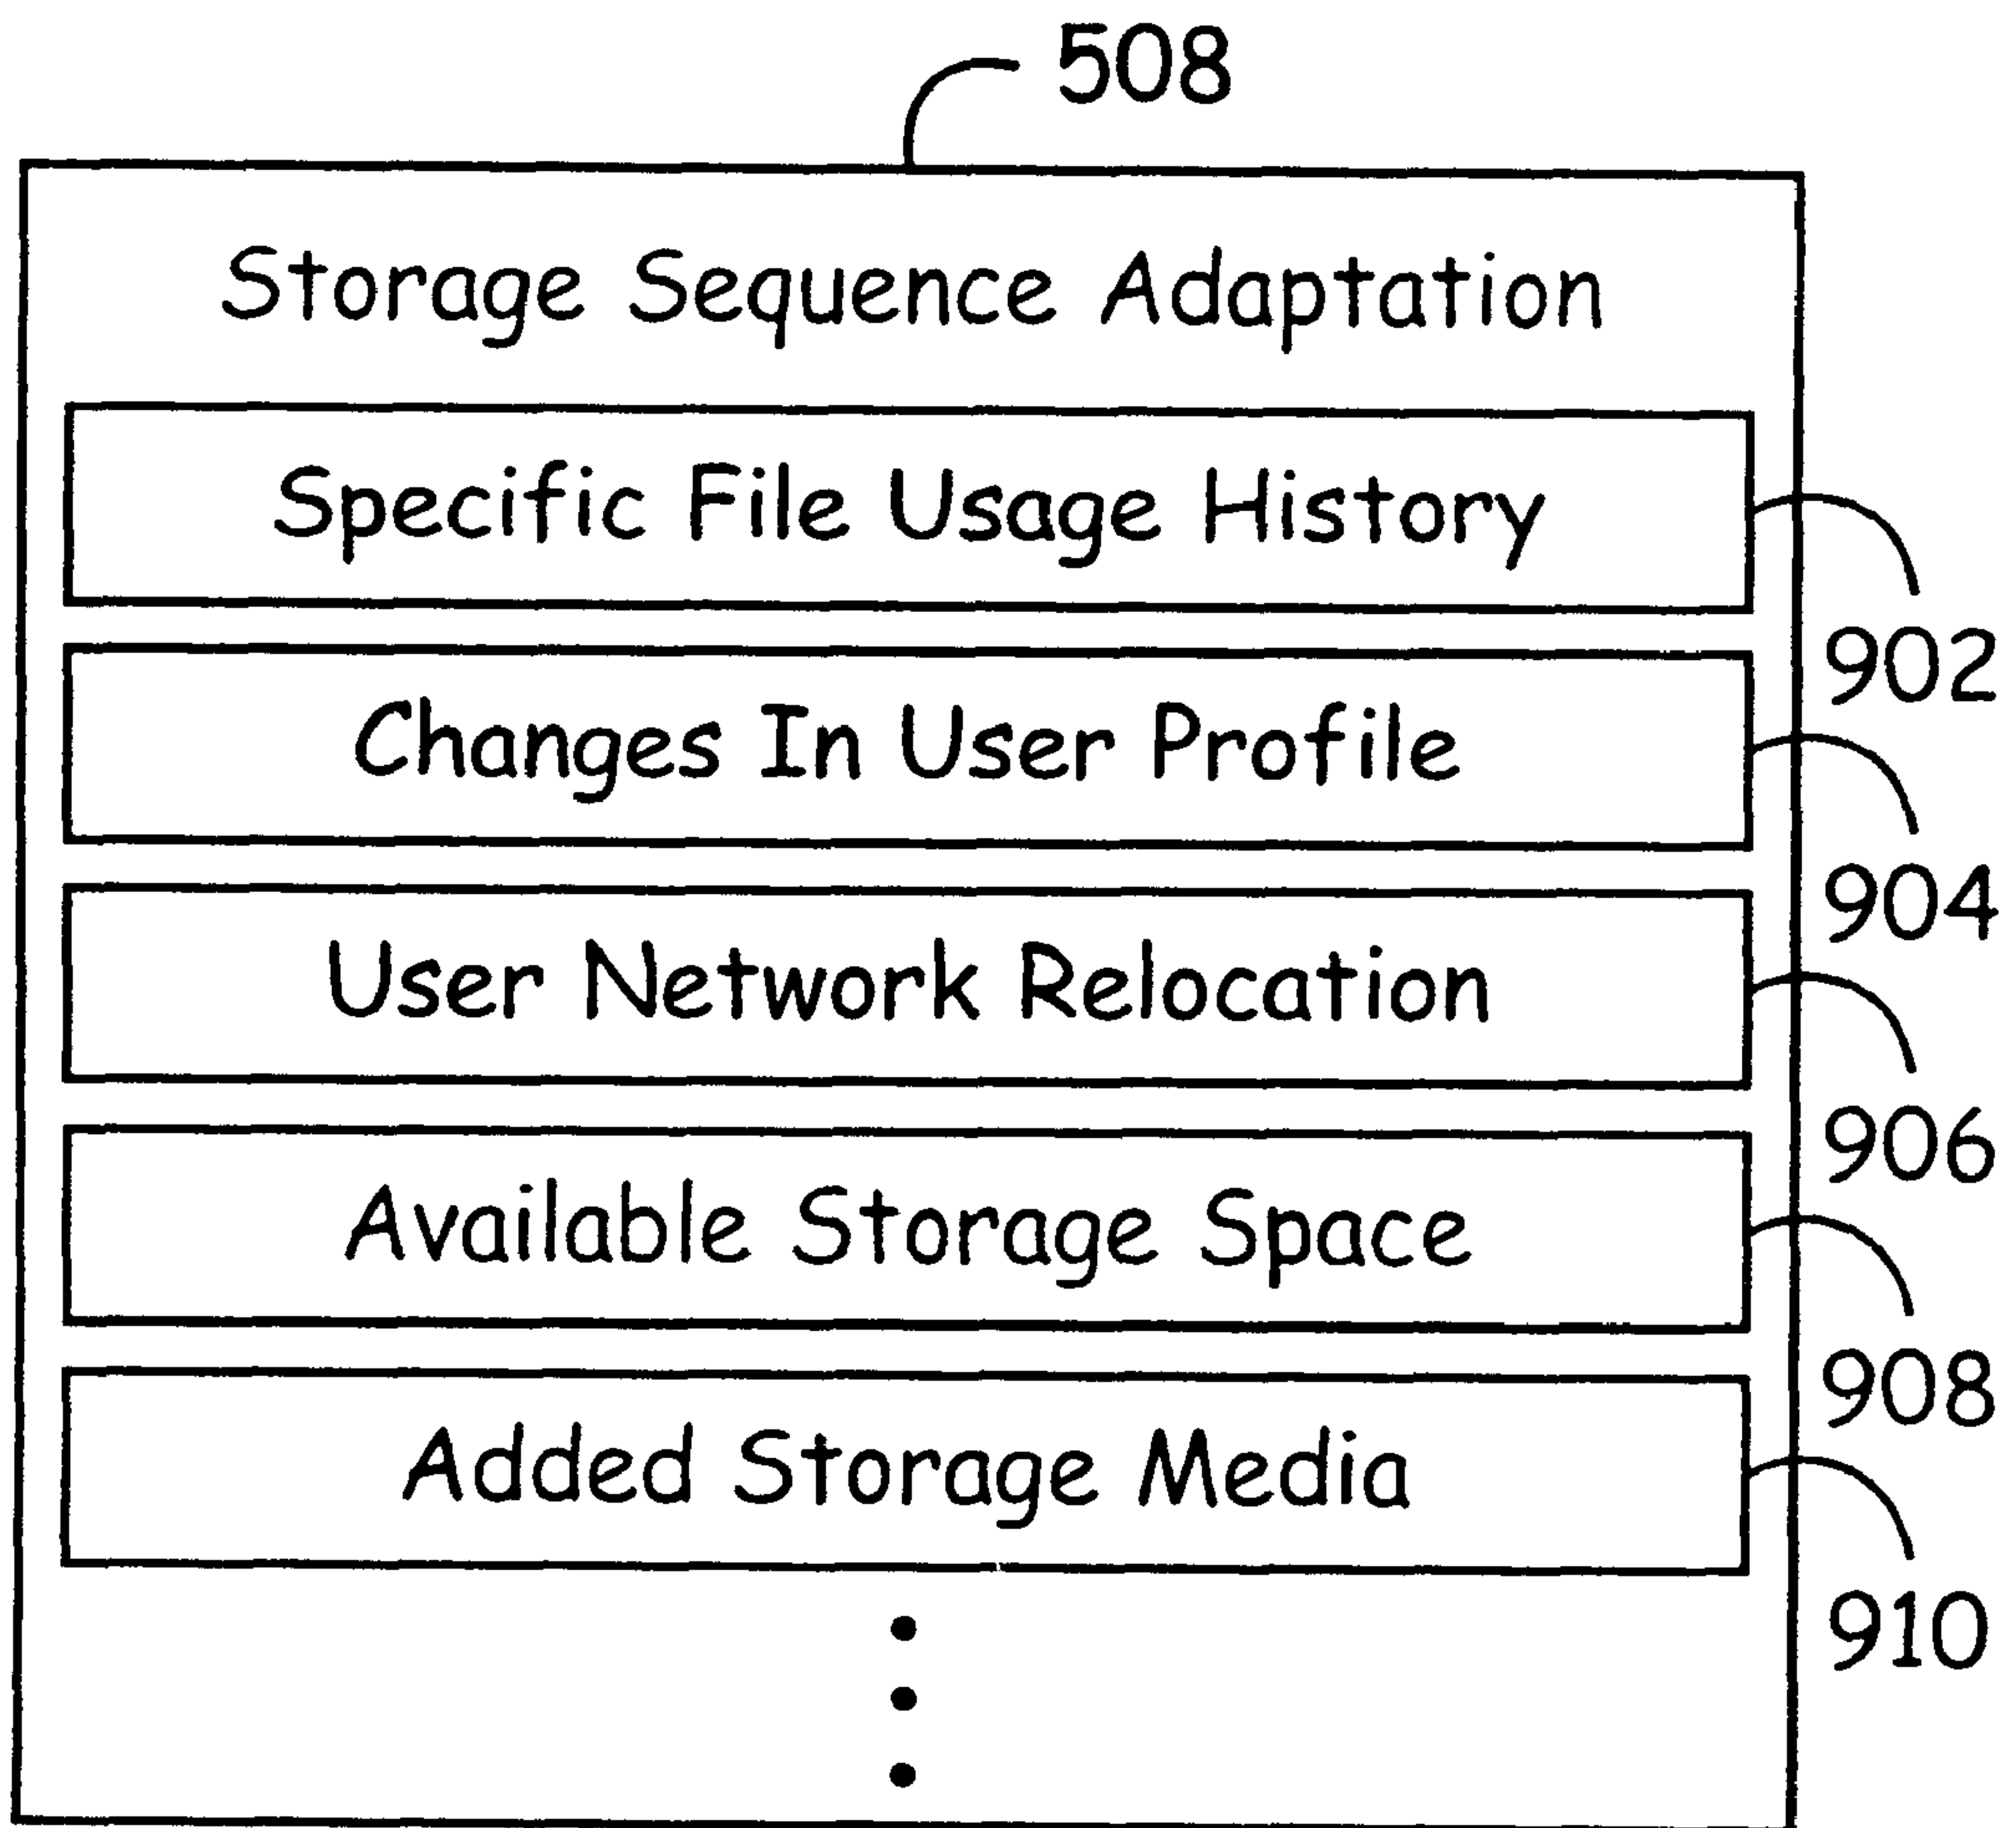 508
Storage Sequence Adaptation
Specific File Usage History
902
Changes In User Profile
904
User Network Relocation
906
Available Storage Space
908
Added Storage Media
910